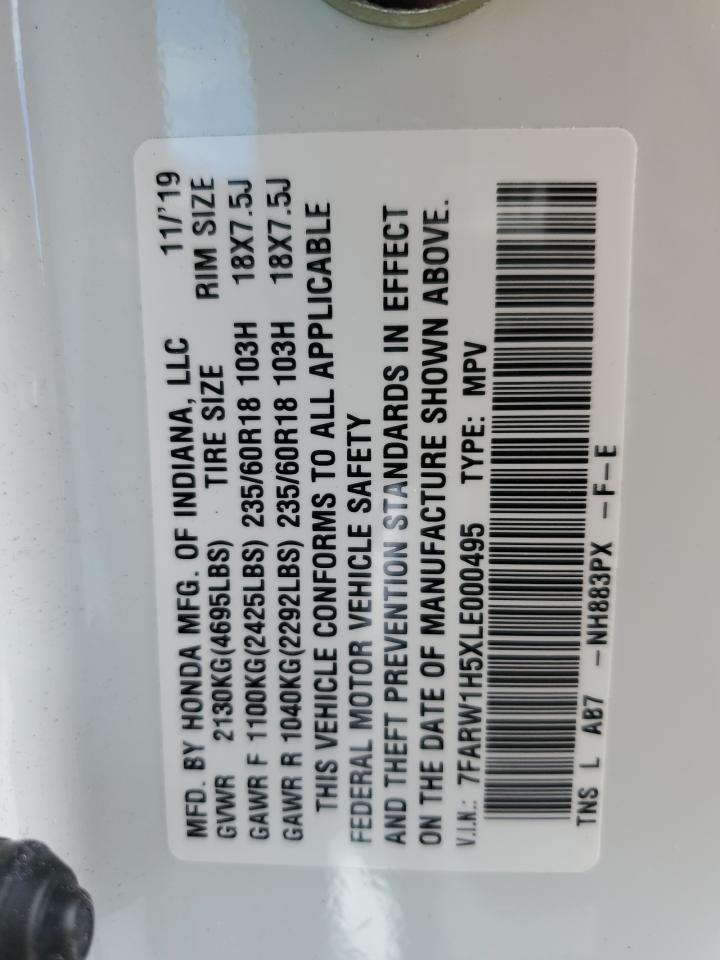 MFD. BY HONDA MFG. OF INDIANA, LLC 11/'19
GVWR 2130KG(4695LBS) TIRE SIZE RIM SIZE
GAWR F 1100KG(2425LBS) 235/60R18 103H 18X7.5J
GAWR R 1040KG(2292LBS) 235/60R18 103H 18X7.5J
THIS VEHICLE CONFORMS TO ALL APPLICABLE
FEDERAL MOTOR VEHICLE SAFETY
AND THEFT PREVENTION STANDARDS IN EFFECT
ON THE DATE OF MANUFACTURE SHOWN ABOVE.
V.I.N.: 7FARW1H5XLE000495 TYPE: MPV
TNS L AB7 -NH883PX -F-E